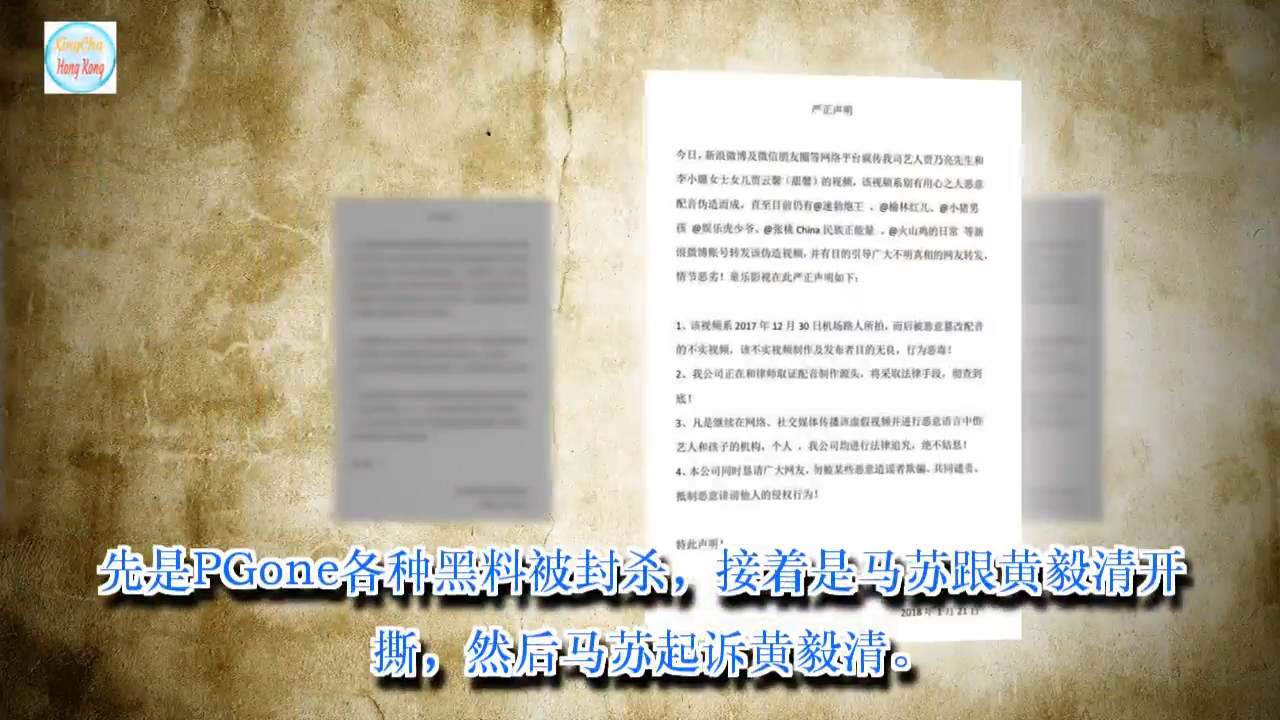 XingCha
Hong Kong
严正声明
今日，新浪微博及微信朋友圈等网络平台疯传我司艺人贾乃亮先生和
李小璐女士女儿贾云馨（甜馨）的视频，该视频系别有用心之人恶意
配音伪造而成，直至目前仍有@速勃炮王 、@榆林红儿、@小猪男
孩 @娱乐虎少爷、@张桃 China 民族正能量 、@火山鸡的日常 等新
浪微博账号转发该伪造视频，并有目的引导广大不明真相的网友转发，
情节恶劣！童乐影视在此严正声明如下：
1、该视频系 2017 年 12 月 30 日机场路人所拍，而后被恶意篡改配音
的不实视频，该不实视频制作及发布者目的无良，行为恶毒！
2、我公司正在和律师取证配音制作源头，将采取法律手段，彻查到
底！
3、凡是继续在网络、社交媒体传播该虚假视频并进行恶意语言中伤
艺人和孩子的机构，个人 ，我公司均进行法律追究，绝不姑息！
4、本公司同时恳请广大网友，勿被某些恶意造谣者欺骗、共同谴责、
抵制恶意诽谤他人的侵权行为！
特此声明！
2018 年 1 月 21 日
先是PGone各种黑料被封杀，接着是马苏跟黄毅清开
撕，然后马苏起诉黄毅清。